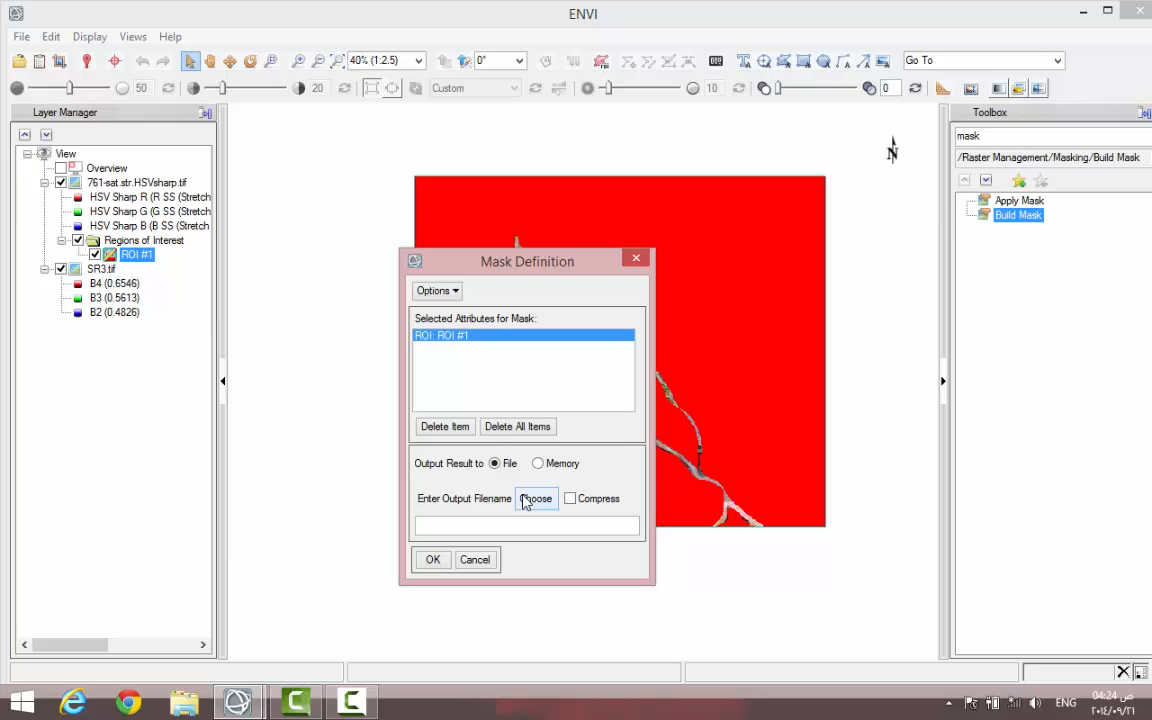 ENVI
File Edit Display Views Help
40% (1:2.5) 0° Go To
50 20 Custom 10 0
Layer Manager
View
Overview
761-sat.str.HSVsharp.tif
HSV Sharp R (R SS (Stretch
HSV Sharp G (G SS (Stretch
HSV Sharp B (B SS (Stretch
Regions of Interest
ROI #1
SR3.tif
B4 (0.6546)
B3 (0.5613)
B2 (0.4826)
N
Mask Definition
Options
Selected Attributes for Mask:
ROI: ROI #1
Delete Item Delete All Items
Output Result to File Memory
Enter Output Filename Choose Compress
OK Cancel
Toolbox
mask
/Raster Management/Masking/Build Mask
Apply Mask
Build Mask
ENG
04:24 ص
٢٠١٤/٠٩/٢١